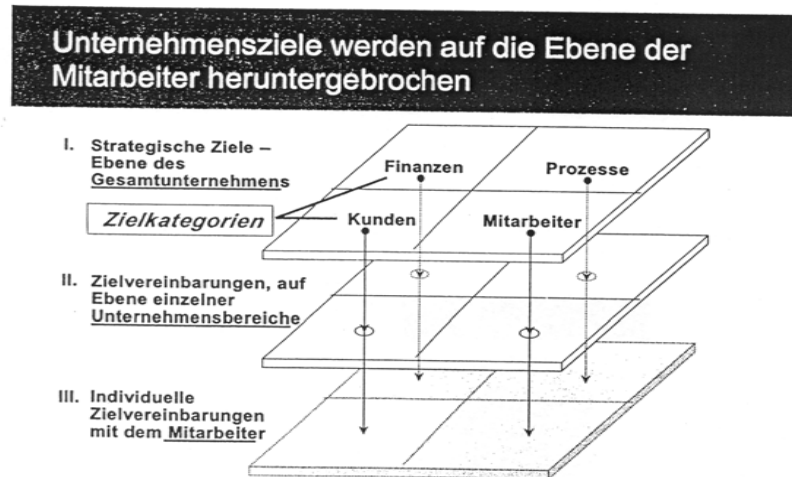 Unternehmensziele werden auf die Ebene der
Mitarbeiter heruntergebrochen
I. Strategische Ziele –
Ebene des
Gesamtunternehmens
Zielkategorien
Finanzen
Prozesse
Kunden
Mitarbeiter
II. Zielvereinbarungen, auf
Ebene einzelner
Unternehmensbereiche
III. Individuelle
Zielvereinbarungen
mit dem Mitarbeiter